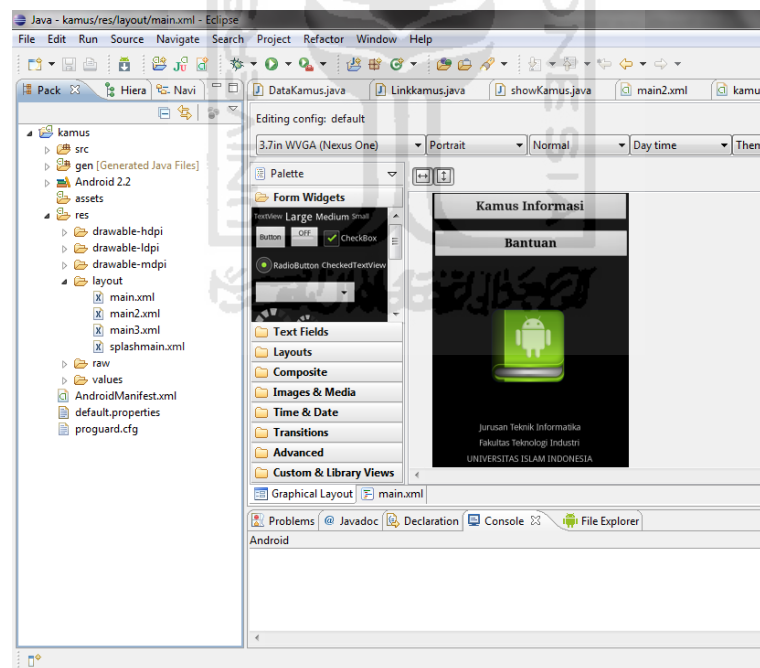 Java - kamus/res/layout/main.xml - Eclipse
File Edit Run Source Navigate Search Project Refactor Window Help
Pack Hiera Navi
DataKamus.java Linkkamus.java showKamus.java main2.xml kamu
kamus
src
gen [Generated Java Files]
Android 2.2
assets
res
drawable-hdpi
drawable-ldpi
drawable-mdpi
layout
main.xml
main2.xml
main3.xml
splashmain.xml
raw
values
AndroidManifest.xml
default.properties
proguard.cfg
Editing config: default
3.7in WVGA (Nexus One) Portrait Normal Day time Then
Palette
Form Widgets
TextView Large Medium Small
Button OFF CheckBox
RadioButton CheckedTextView
Text Fields
Layouts
Composite
Images & Media
Time & Date
Transitions
Advanced
Custom & Library Views
Kamus Informasi
Bantuan
Jurusan Teknik Informatika
Fakultas Teknologi Industri
UNIVERSITAS ISLAM INDONESIA
Graphical Layout main.xml
Problems Javadoc Declaration Console File Explorer
Android